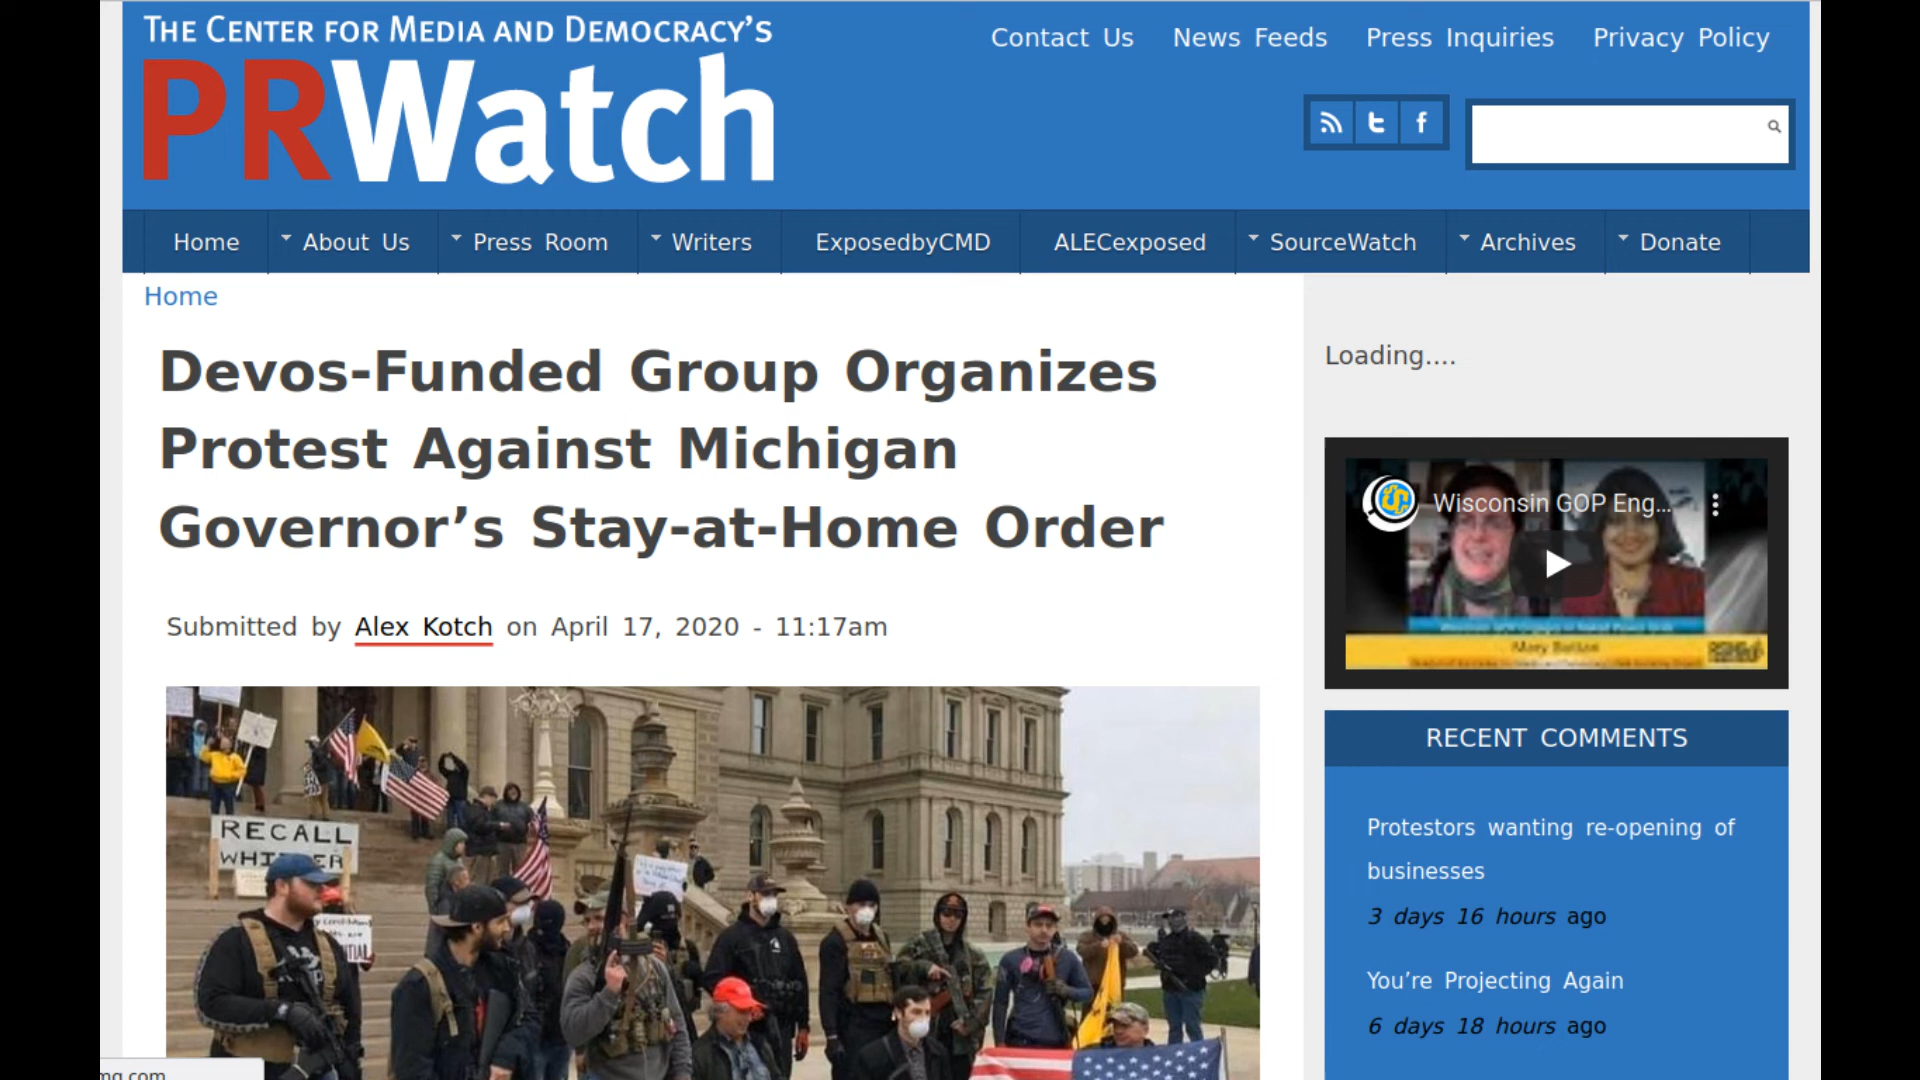 THE CENTER FOR MEDIA AND DEMOCRACY'S
PRWatch
Contact Us News Feeds Press Inquiries Privacy Policy
Home About Us Press Room Writers ExposedbyCMD ALECexposed SourceWatch Archives Donate
Home
Devos-Funded Group Organizes
Protest Against Michigan
Governor’s Stay-at-Home Order
Submitted by Alex Kotch on April 17, 2020 - 11:17am
RECALL
Loading....
Wisconsin GOP Eng...
RECENT COMMENTS
Protestors wanting re-opening of
businesses
3 days 16 hours ago
You’re Projecting Again
6 days 18 hours ago